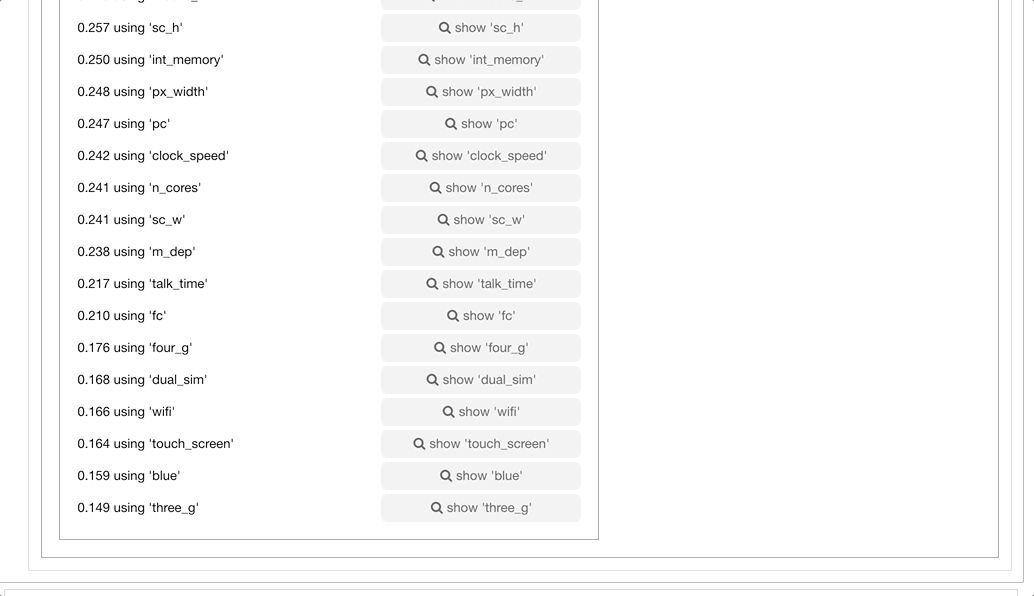 0.257 using 'sc_h' show 'sc_h'
0.250 using 'int_memory' show 'int_memory'
0.248 using 'px_width' show 'px_width'
0.247 using 'pc' show 'pc'
0.242 using 'clock_speed' show 'clock_speed'
0.241 using 'n_cores' show 'n_cores'
0.241 using 'sc_w' show 'sc_w'
0.238 using 'm_dep' show 'm_dep'
0.217 using 'talk_time' show 'talk_time'
0.210 using 'fc' show 'fc'
0.176 using 'four_g' show 'four_g'
0.168 using 'dual_sim' show 'dual_sim'
0.166 using 'wifi' show 'wifi'
0.164 using 'touch_screen' show 'touch_screen'
0.159 using 'blue' show 'blue'
0.149 using 'three_g' show 'three_g'